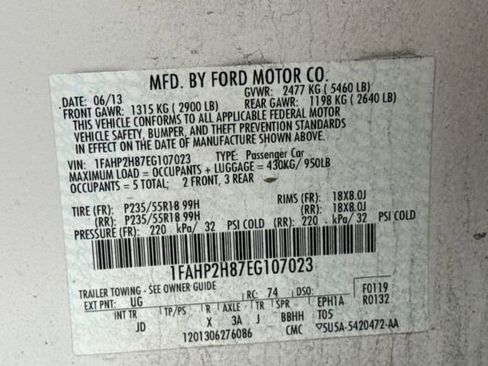 MFD. BY FORD MOTOR CO.
DATE: 06/13 GVWR: 2477 KG ( 5460 LB)
FRONT GAWR: 1315 KG ( 2900 LB) REAR GAWR: 1198 KG ( 2640 LB)
THIS VEHICLE CONFORMS TO ALL APPLICABLE FEDERAL MOTOR
VEHICLE SAFETY, BUMPER, AND THEFT PREVENTION STANDARDS
IN EFFECT ON THE DATE OF MANUFACTURE SHOWN ABOVE.
VIN: 1FAHP2H87EG107023 TYPE: Passenger Car
MAXIMUM LOAD = OCCUPANTS + LUGGAGE = 430KG/ 950LB
OCCUPANTS = 5 TOTAL: 2 FRONT, 3 REAR
TIRE (FR): P235/55R18 99H RIMS (FR): 18X8.0J
(RR): P235/55R18 99H (RR): 18X8.0J
PRESSURE (FR): 220 kPa/ 32 PSI COLD (RR): 220 kPa/ 32 PSI COLD
1FAHP2H87EG107023
TRAILER TOWING - SEE OWNER GUIDE
EXT PNT: UG RC: 74 DSO: F0119
INT TR TP/PS R AXLE TR SPR EPH1A R0132
JD X 3A J BBHH T05
1201306276086 CMC ▽5U5A-5420472-AA